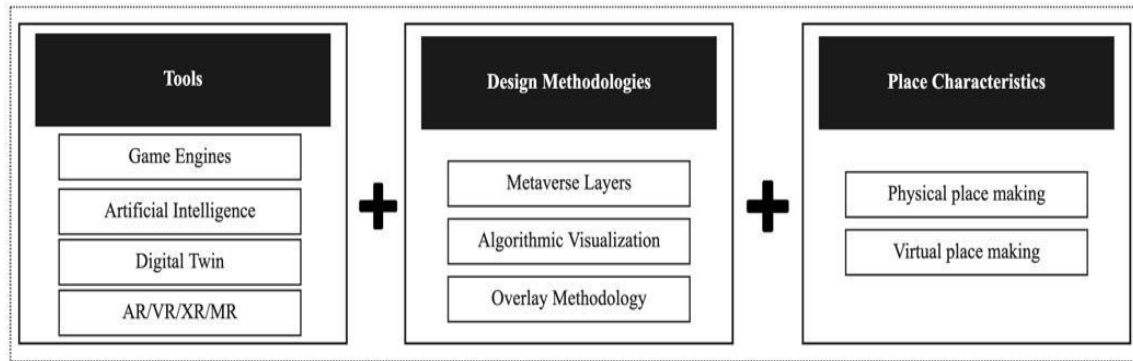 Tools
Game Engines
Artificial Intelligence
Digital Twin
AR/VR/XR/MR
Design Methodologies
Metaverse Layers
Algorithmic Visualization
Overlay Methodology
Place Characteristics
Physical place making
Virtual place making